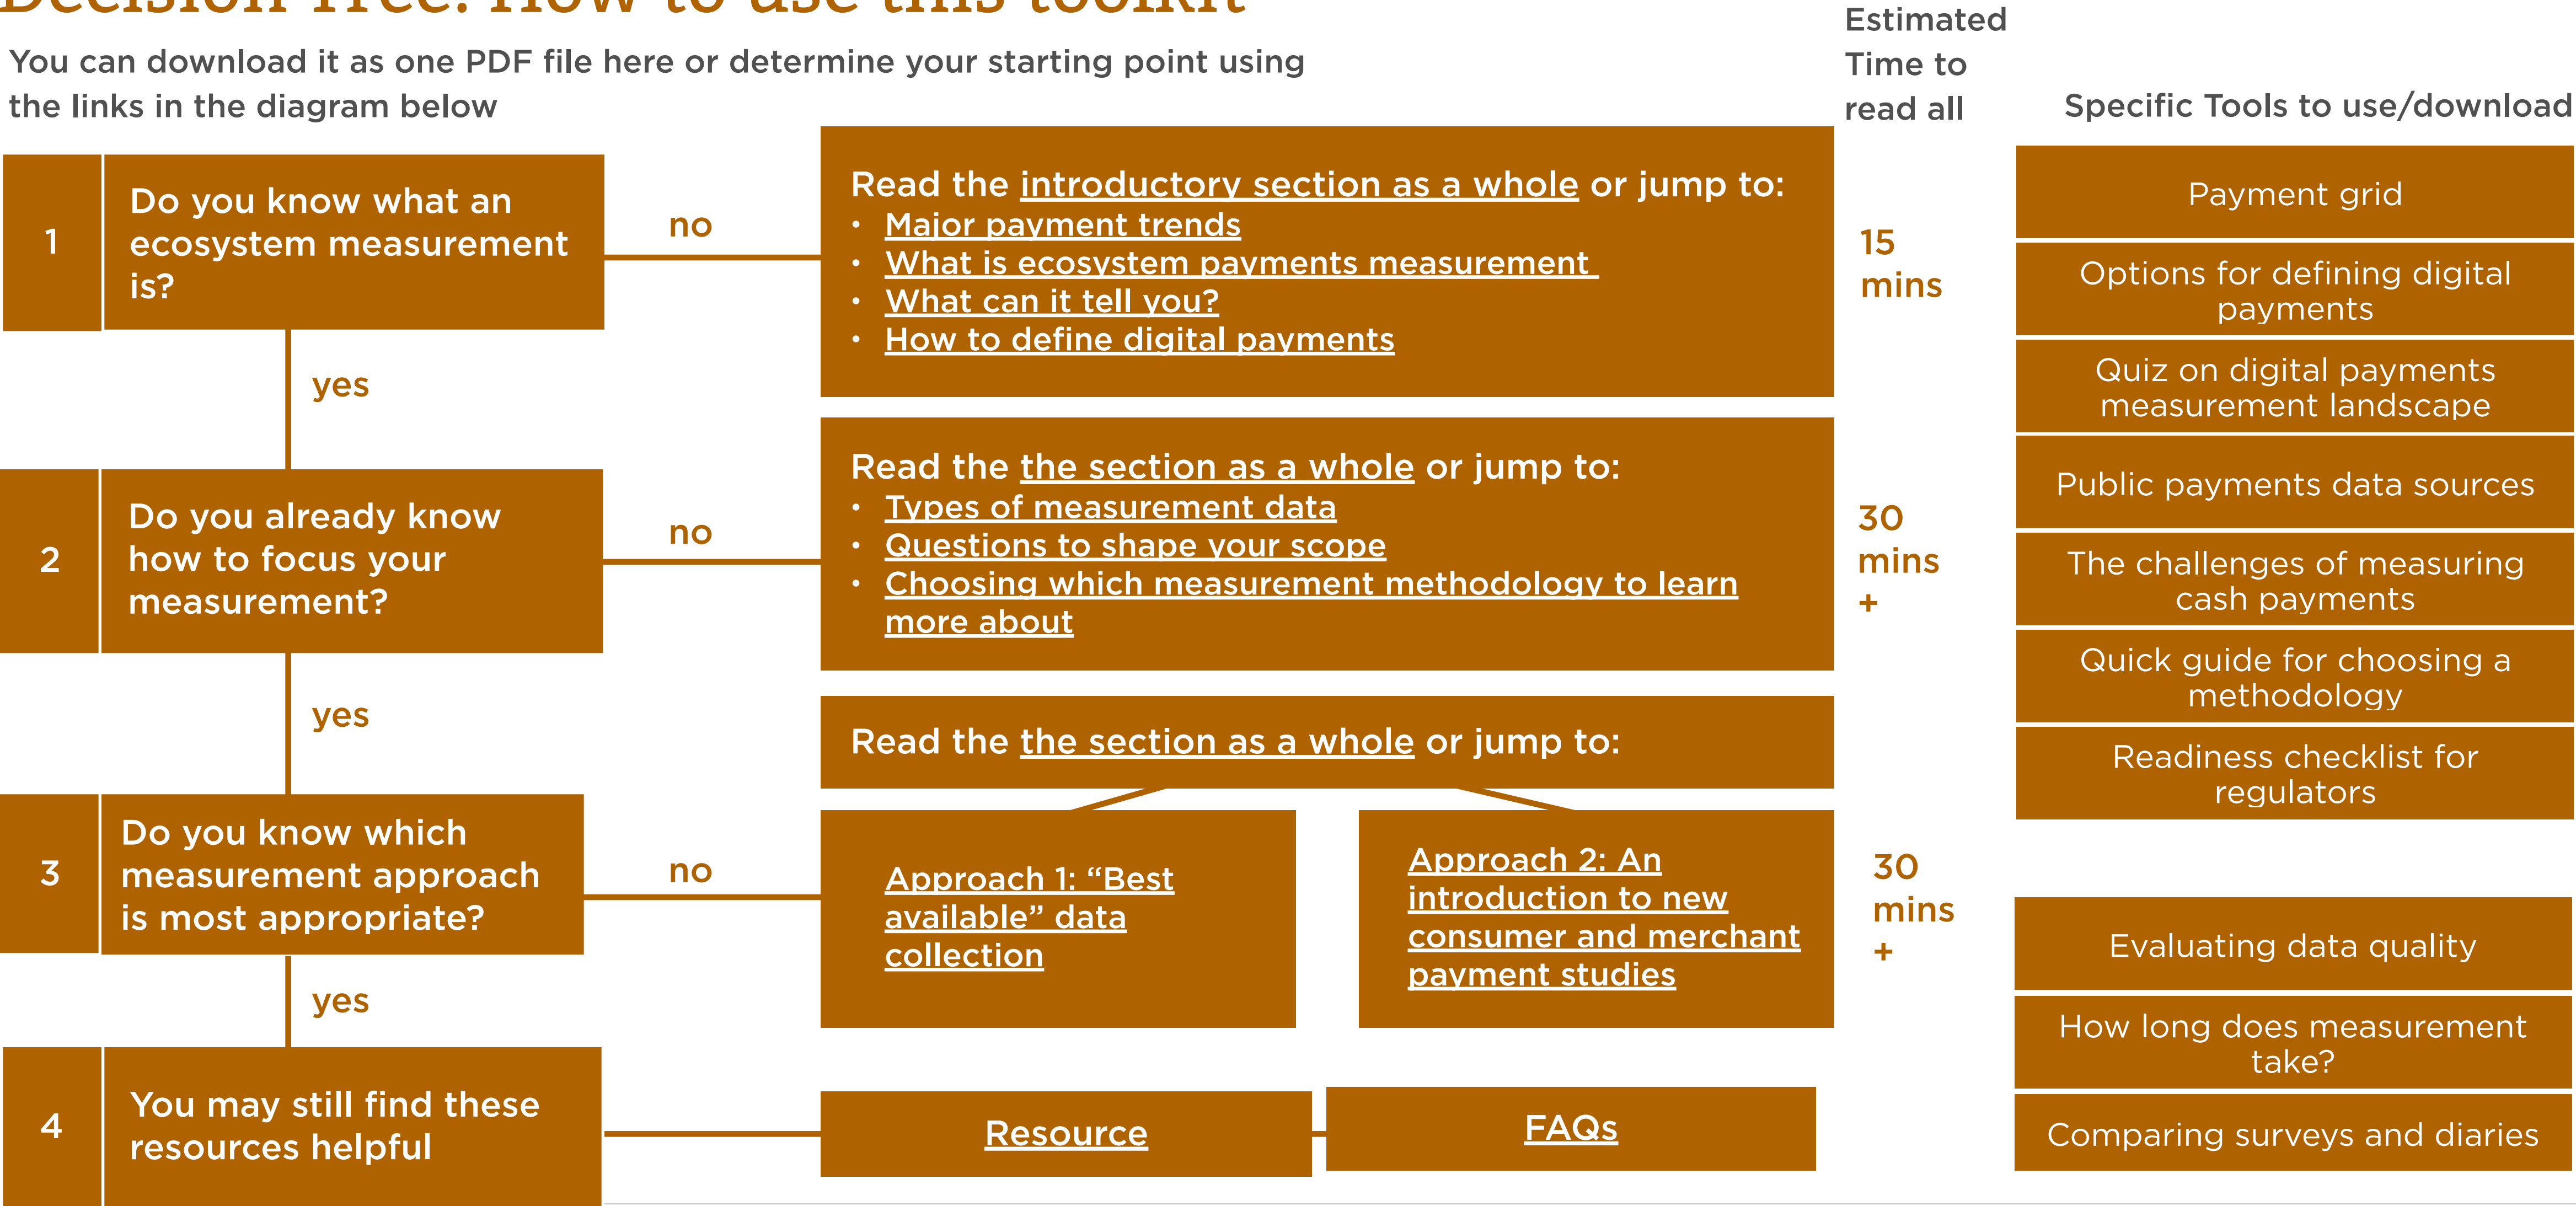 Decision Tree: How to use this toolkit
You can download it as one PDF file here or determine your starting point using
the links in the diagram below
Estimated
Time to
read all
Specific Tools to use/download
1
Do you know what an
ecosystem measurement
is?
no
Read the introductory section as a whole or jump to:
• Major payment trends
• What is ecosystem payments measurement
• What can it tell you?
• How to define digital payments
15
mins
yes
2
Do you already know
how to focus your
measurement?
no
Read the the section as a whole or jump to:
• Types of measurement data
• Questions to shape your scope
• Choosing which measurement methodology to learn
more about
30
mins
+
yes
3
Do you know which
measurement approach
is most appropriate?
no
Read the the section as a whole or jump to:
Approach 1: “Best
available” data
collection
Approach 2: An
introduction to new
consumer and merchant
payment studies
30
mins
+
yes
4
You may still find these
resources helpful
Resource
FAQs
Payment grid
Options for defining digital
payments
Quiz on digital payments
measurement landscape
Public payments data sources
The challenges of measuring
cash payments
Quick guide for choosing a
methodology
Readiness checklist for
regulators
Evaluating data quality
How long does measurement
take?
Comparing surveys and diaries